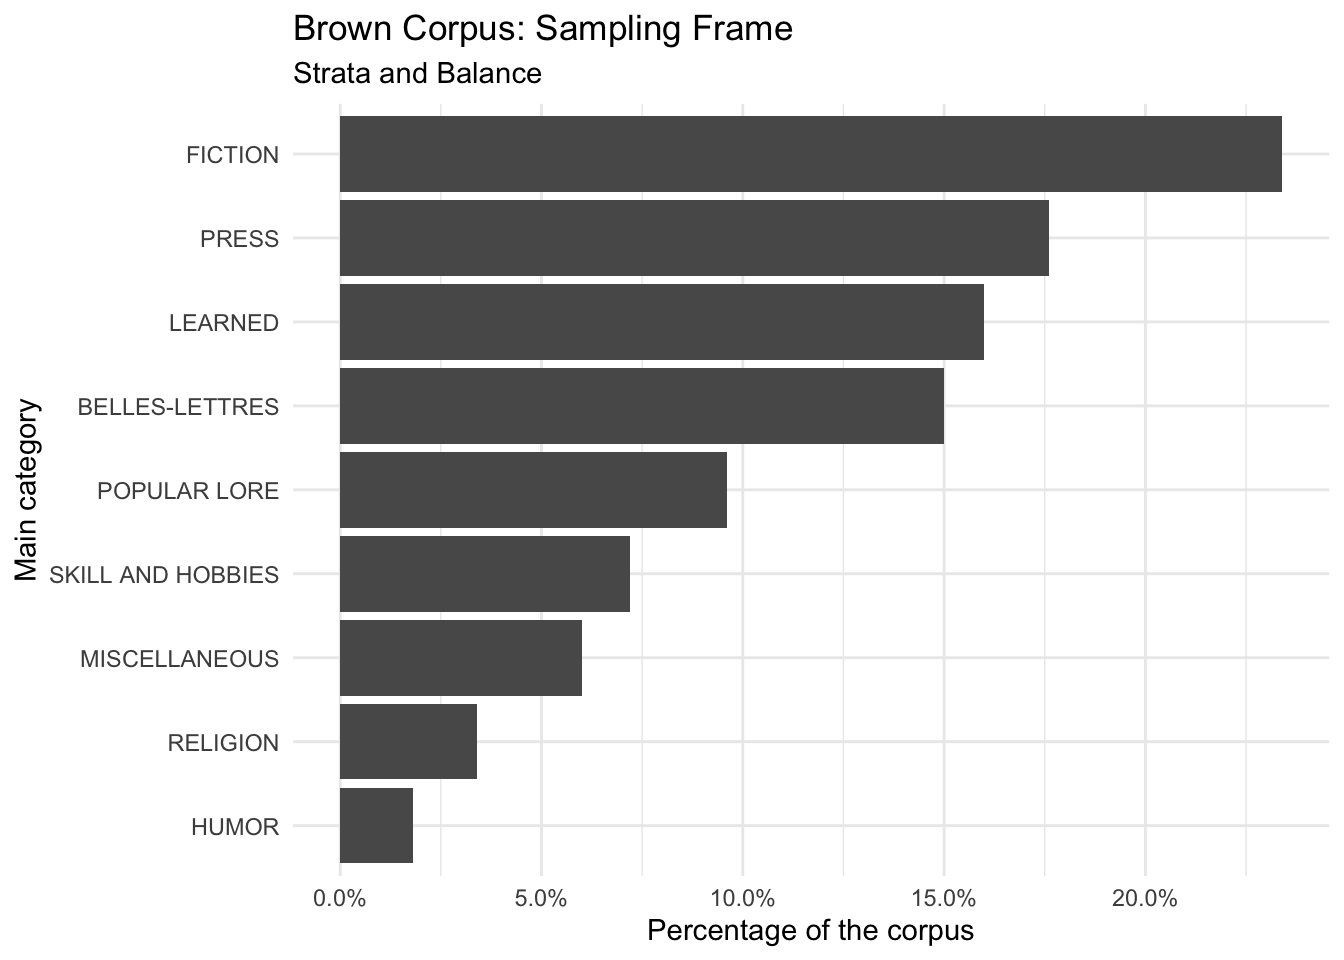 Brown Corpus: Sampling Frame
Strata and Balance
Main category
FICTION
PRESS
LEARNED
BELLES-LETTRES
POPULAR LORE
SKILL AND HOBBIES
MISCELLANEOUS
RELIGION
HUMOR
0.0% 5.0% 10.0% 15.0% 20.0%
Percentage of the corpus